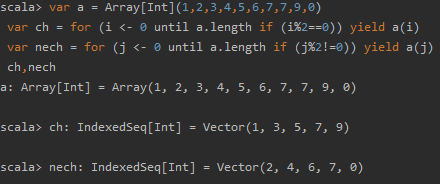 scala> var a = Array[Int](1,2,3,4,5,6,7,7,9,0)
var ch = for (i <- 0 until a.length if (i%2==0)) yield a(i)
var nech = for (j <- 0 until a.length if (j%2!=0)) yield a(j)
ch,nech
a: Array[Int] = Array(1, 2, 3, 4, 5, 6, 7, 7, 9, 0)
scala> ch: IndexedSeq[Int] = Vector(1, 3, 5, 7, 9)
scala> nech: IndexedSeq[Int] = Vector(2, 4, 6, 7, 0)